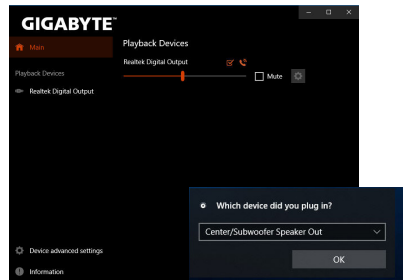 GIGABYTE™
Main
Playback Devices
Realtek Digital Output
Playback Devices
Realtek Digital Output
Mute
Which device did you plug in?
Center/Subwoofer Speaker Out
OK
Device advanced settings
Information